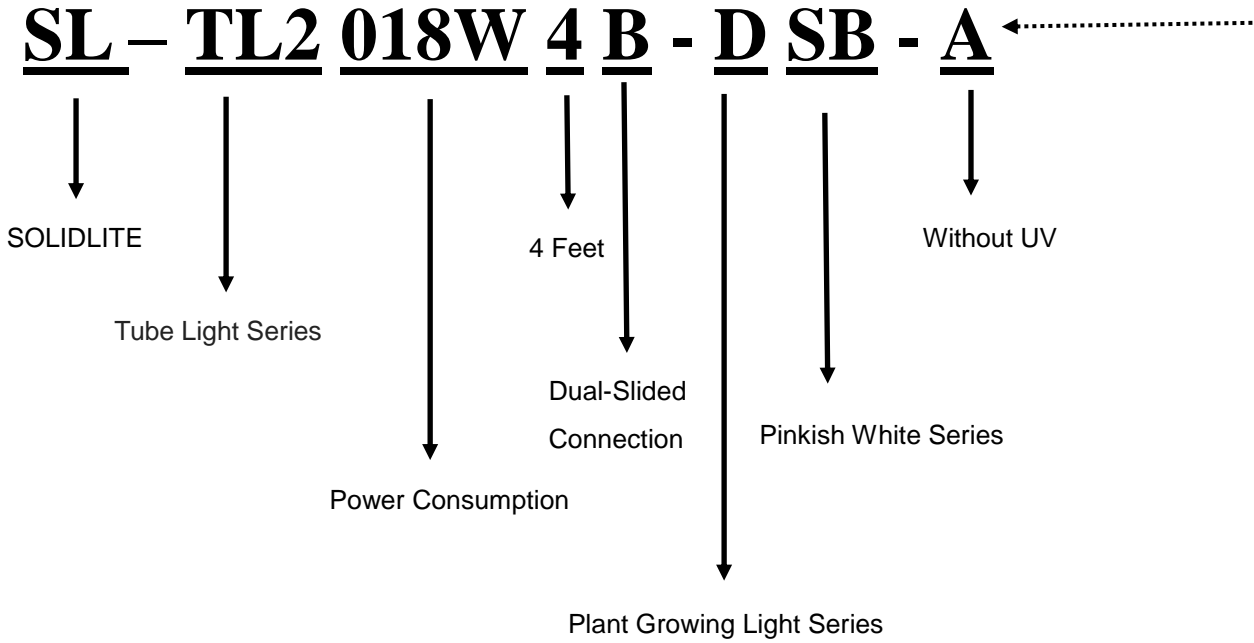 SL – TL2 018W 4 B - D SB - A
SOLIDLITE
4 Feet
Without UV
Tube Light Series
Dual-Slided
Connection
Pinkish White Series
Power Consumption
Plant Growing Light Series